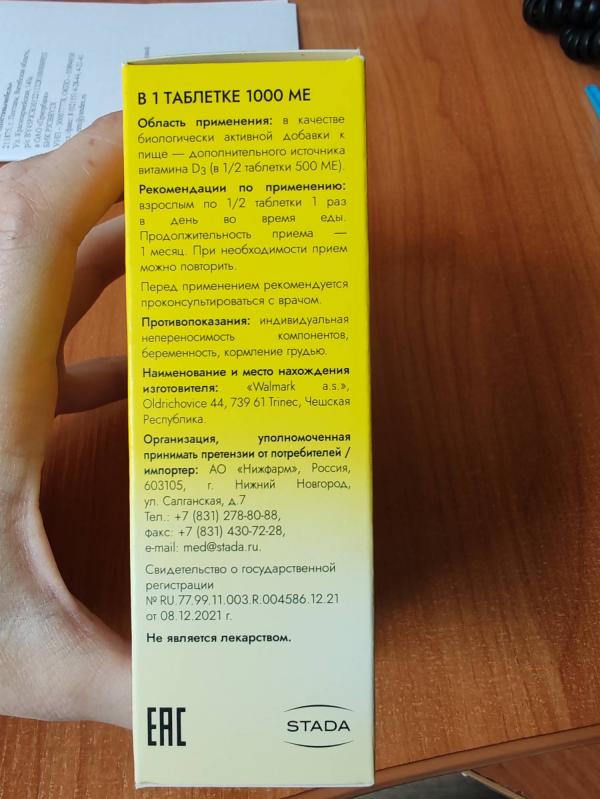 В 1 ТАБЛЕТКЕ 1000 МЕ
Область применения: в качестве
биологически активной добавки к
пище — дополнительного источника
витамина D3 (в 1/2 таблетки 500 МЕ).
Рекомендации по применению:
взрослым по 1/2 таблетки 1 раз
в день во время еды.
Продолжительность приема —
1 месяц. При необходимости прием
можно повторить.
Перед применением рекомендуется
проконсультироваться с врачом.
Противопоказания: индивидуальная
непереносимость компонентов,
беременность, кормление грудью.
Наименование и место нахождения
изготовителя: «Walmark a.s.»,
Oldrichovice 44, 739 61 Trinec, Чешская
Республика.
Организация, уполномоченная
принимать претензии от потребителей /
импортер: АО «Нижфарм», Россия,
603105, г. Нижний Новгород,
ул. Салганская, д.7
Тел.: +7 (831) 278-80-88,
факс: +7 (831) 430-72-28,
e-mail: med@stada.ru.
Свидетельство о государственной
регистрации
№ RU.77.99.11.003.R.004586.12.21
от 08.12.2021 г.
Не является лекарством.
EAC
STADA